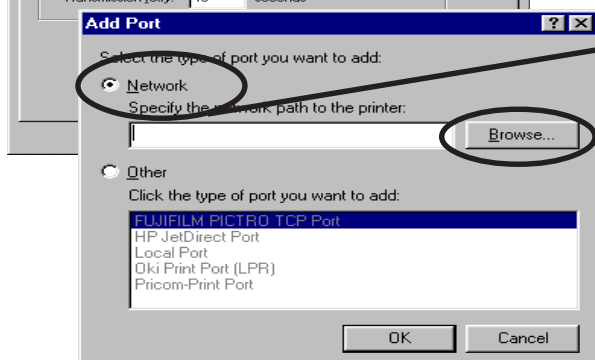 Transmission retry: seconds
Add Port
Select the type of port you want to add:
Network
Specify the network path to the printer:
Browse...
Other
Click the type of port you want to add:
FUJIFILM PICTRO TCP Port
HP JetDirect Port
Local Port
Oki Print Port (LPR)
Pricom-Print Port
OK Cancel